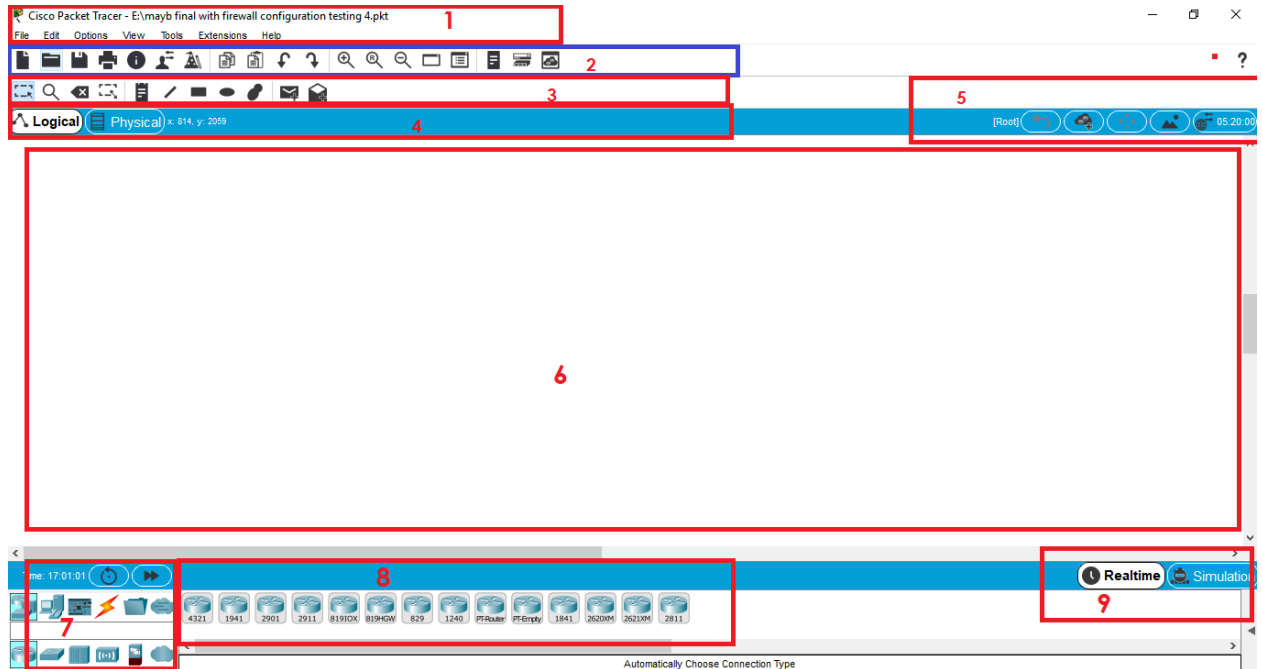 Cisco Packet Tracer - E:\mayb final with firewall configuration testing 4.pkt
1
File Edit Options View Tools Extensions Help
2
?
3
5
Logical Physical x: 814, y: 2059
4
[Root] 05:20:00
6
Time: 17:01:01
8
Realtime Simulation
9
7
4321 1941 2901 2911 819IOX 819HGW 829 1240 PT-Router PT-Empty 1841 2620XM 2621XM 2811
Automatically Choose Connection Type